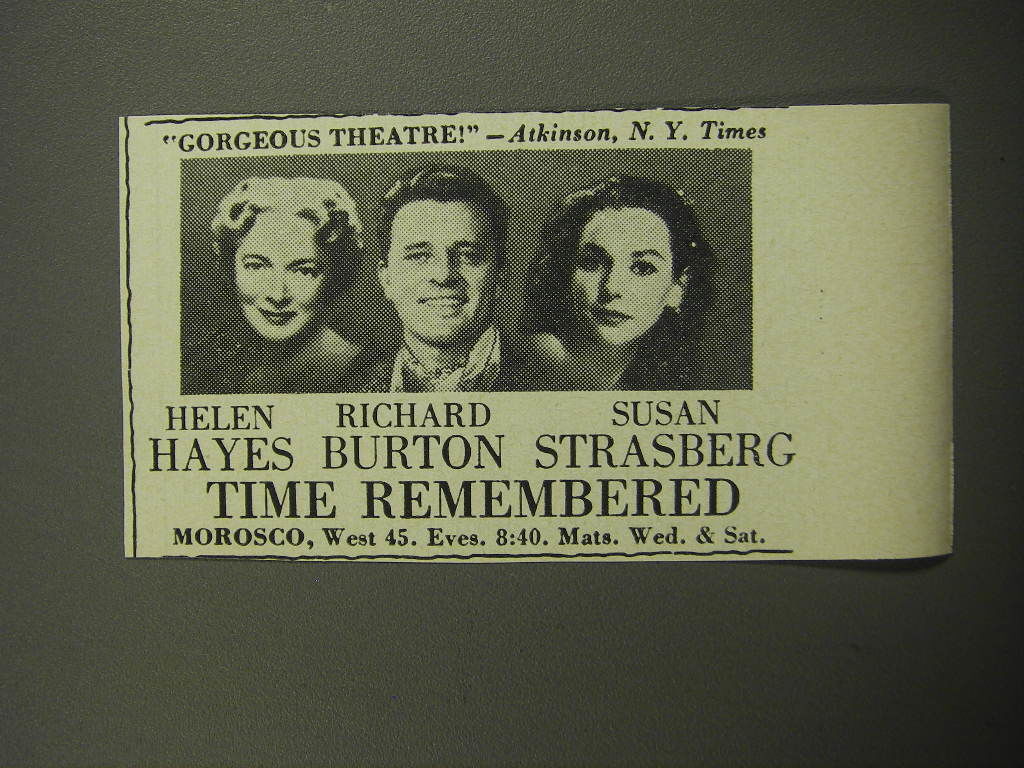 "GORGEOUS THEATRE!" – Atkinson, N. Y. Times
HELEN RICHARD SUSAN
HAYES BURTON STRASBERG
TIME REMEMBERED
MOROSCO, West 45. Eves. 8:40. Mats. Wed. & Sat.